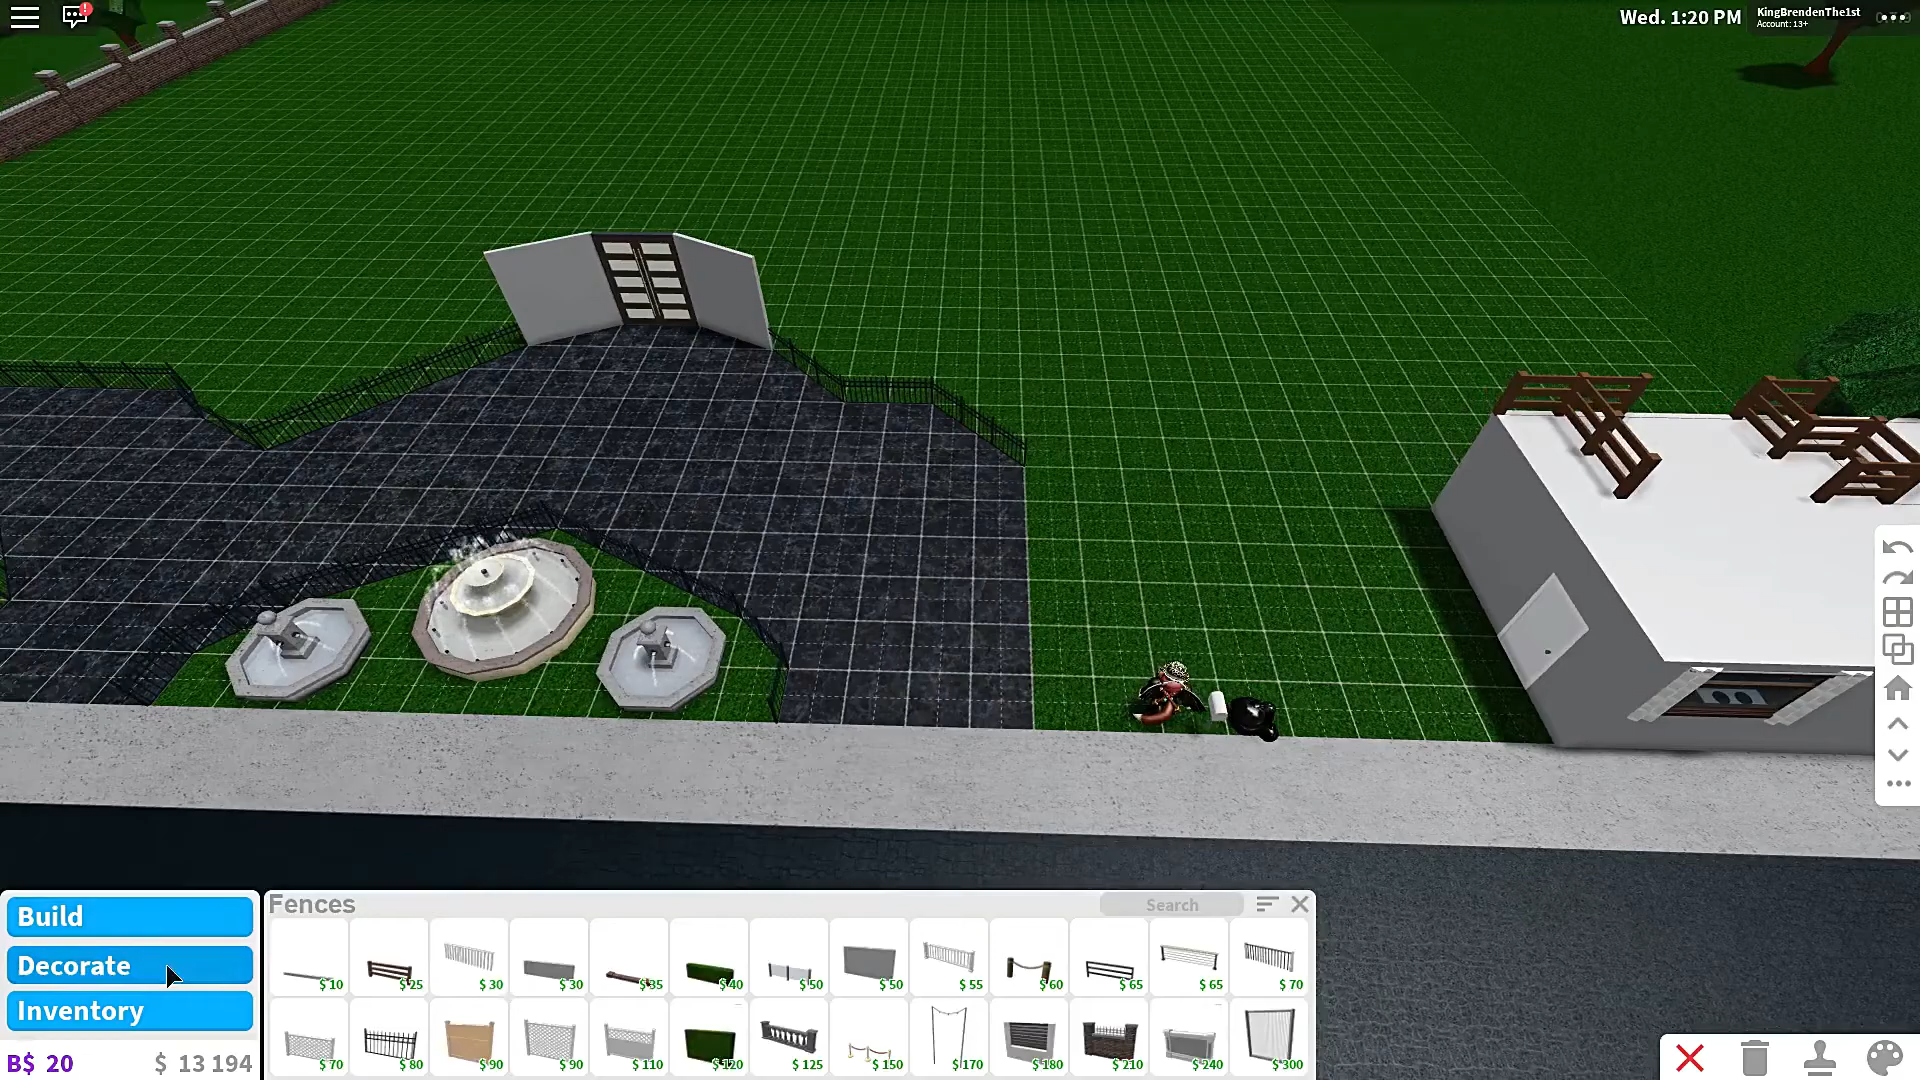 Wed. 1:20 PM
KingBrendenThe1st
Account: 13+
Build
Decorate
Inventory
B$ 20
$ 13 194
Fences
Search
$10
$25
$30
$30
$35
$40
$50
$50
$55
$60
$65
$65
$70
$70
$80
$90
$90
$110
$120
$125
$150
$170
$180
$210
$240
$300